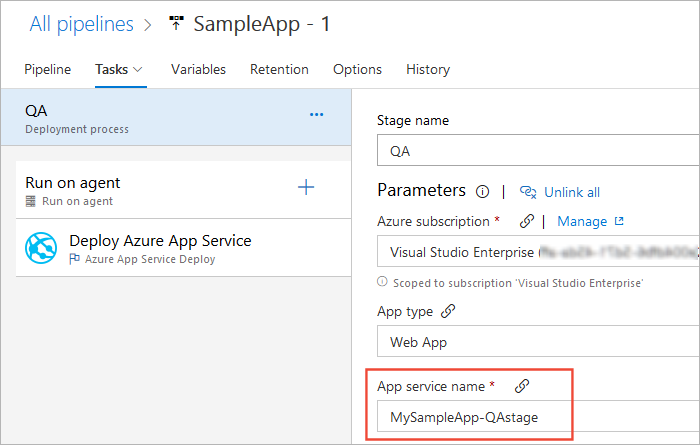 All pipelines > SampleApp - 1
Pipeline Tasks Variables Retention Options History
QA
Deployment process
Run on agent
Run on agent
Deploy Azure App Service
Azure App Service Deploy
Stage name
QA
Parameters | Unlink all
Azure subscription * | Manage
Visual Studio Enterprise (
Scoped to subscription 'Visual Studio Enterprise'
App type
Web App
App service name *
MySampleApp-QAstage